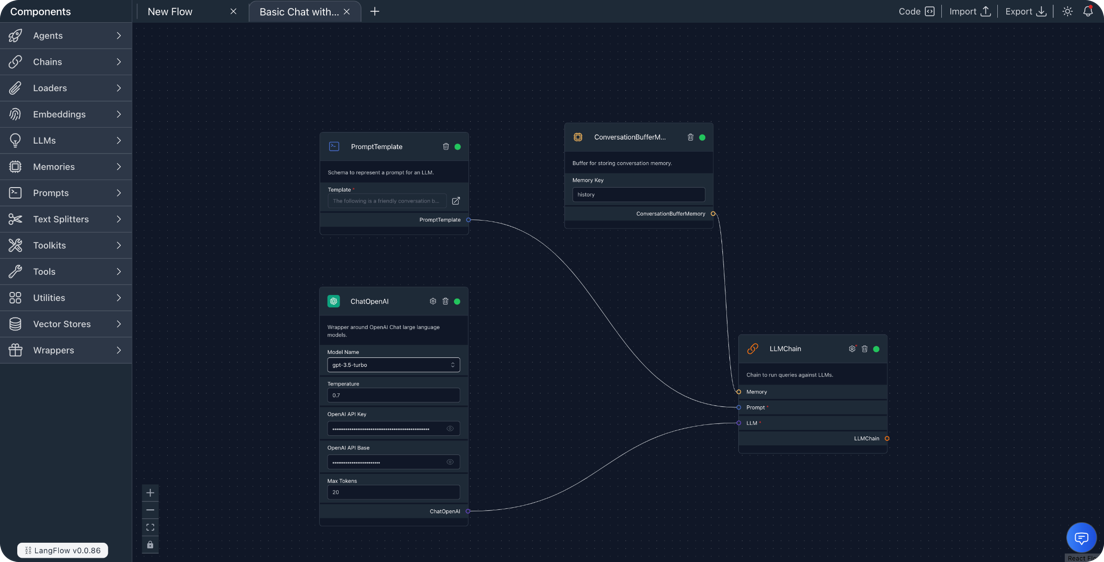 Components
New Flow
Basic Chat with...
Code
Import
Export
Agents
Chains
Loaders
Embeddings
LLMs
Memories
Prompts
Text Splitters
Toolkits
Tools
Utilities
Vector Stores
Wrappers
LangFlow v0.0.86
PromptTemplate
Schema to represent a prompt for an LLM.
Template *
The following is a friendly conversation b...
PromptTemplate
ConversationBufferM...
Buffer for storing conversation memory.
Memory Key
history
ConversationBufferMemory
ChatOpenAI
Wrapper around OpenAI Chat large language
models.
Model Name
gpt-3.5-turbo
Temperature
0.7
OpenAI API Key
OpenAI API Base
Max Tokens
20
ChatOpenAI
LLMChain
Chain to run queries against LLMs.
Memory
Prompt *
LLM *
LLMChain
React